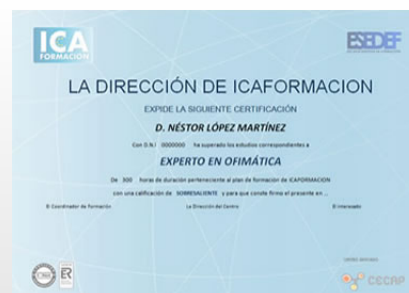 ICA
FORMACIÓN
ESEDEF
LA DIRECCIÓN DE ICAFORMACION
EXPIDE LA SIGUIENTE CERTIFICACIÓN
D. NÉSTOR LÓPEZ MARTÍNEZ
Con D.N.I 0000000 ha superado los estudios correspondientes a
EXPERTO EN OFIMÁTICA
De 300 horas de duración perteneciente al plan de formación de ICAFORMACION
con una calificación de SOBRESALIENTE y para que conste firmo el presente en ...
El Coordinador de Formación La Dirección del Centro El interesado
ER
CECAP